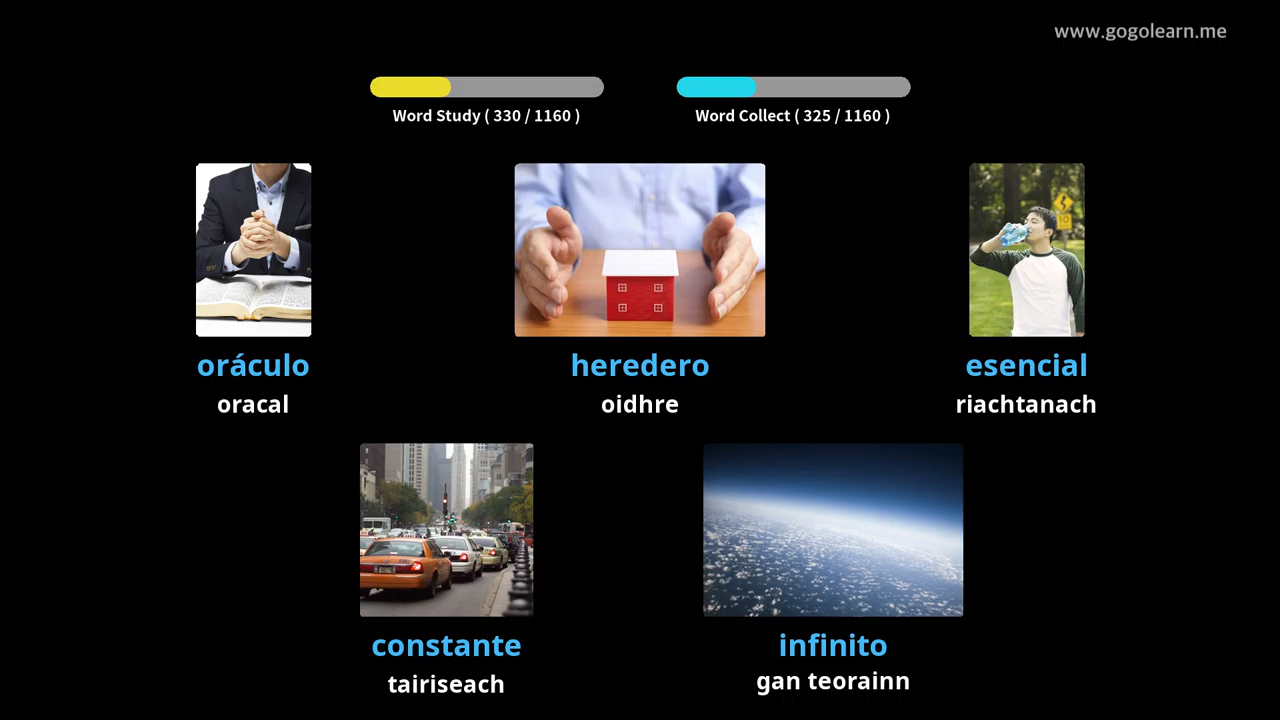 www.gogolearn.me
Word Study ( 330 / 1160 )
Word Collect ( 325 / 1160 )
oráculo
oracal
heredero
oidhre
esencial
riachtanach
constante
tairiseach
infinito
gan teorainn